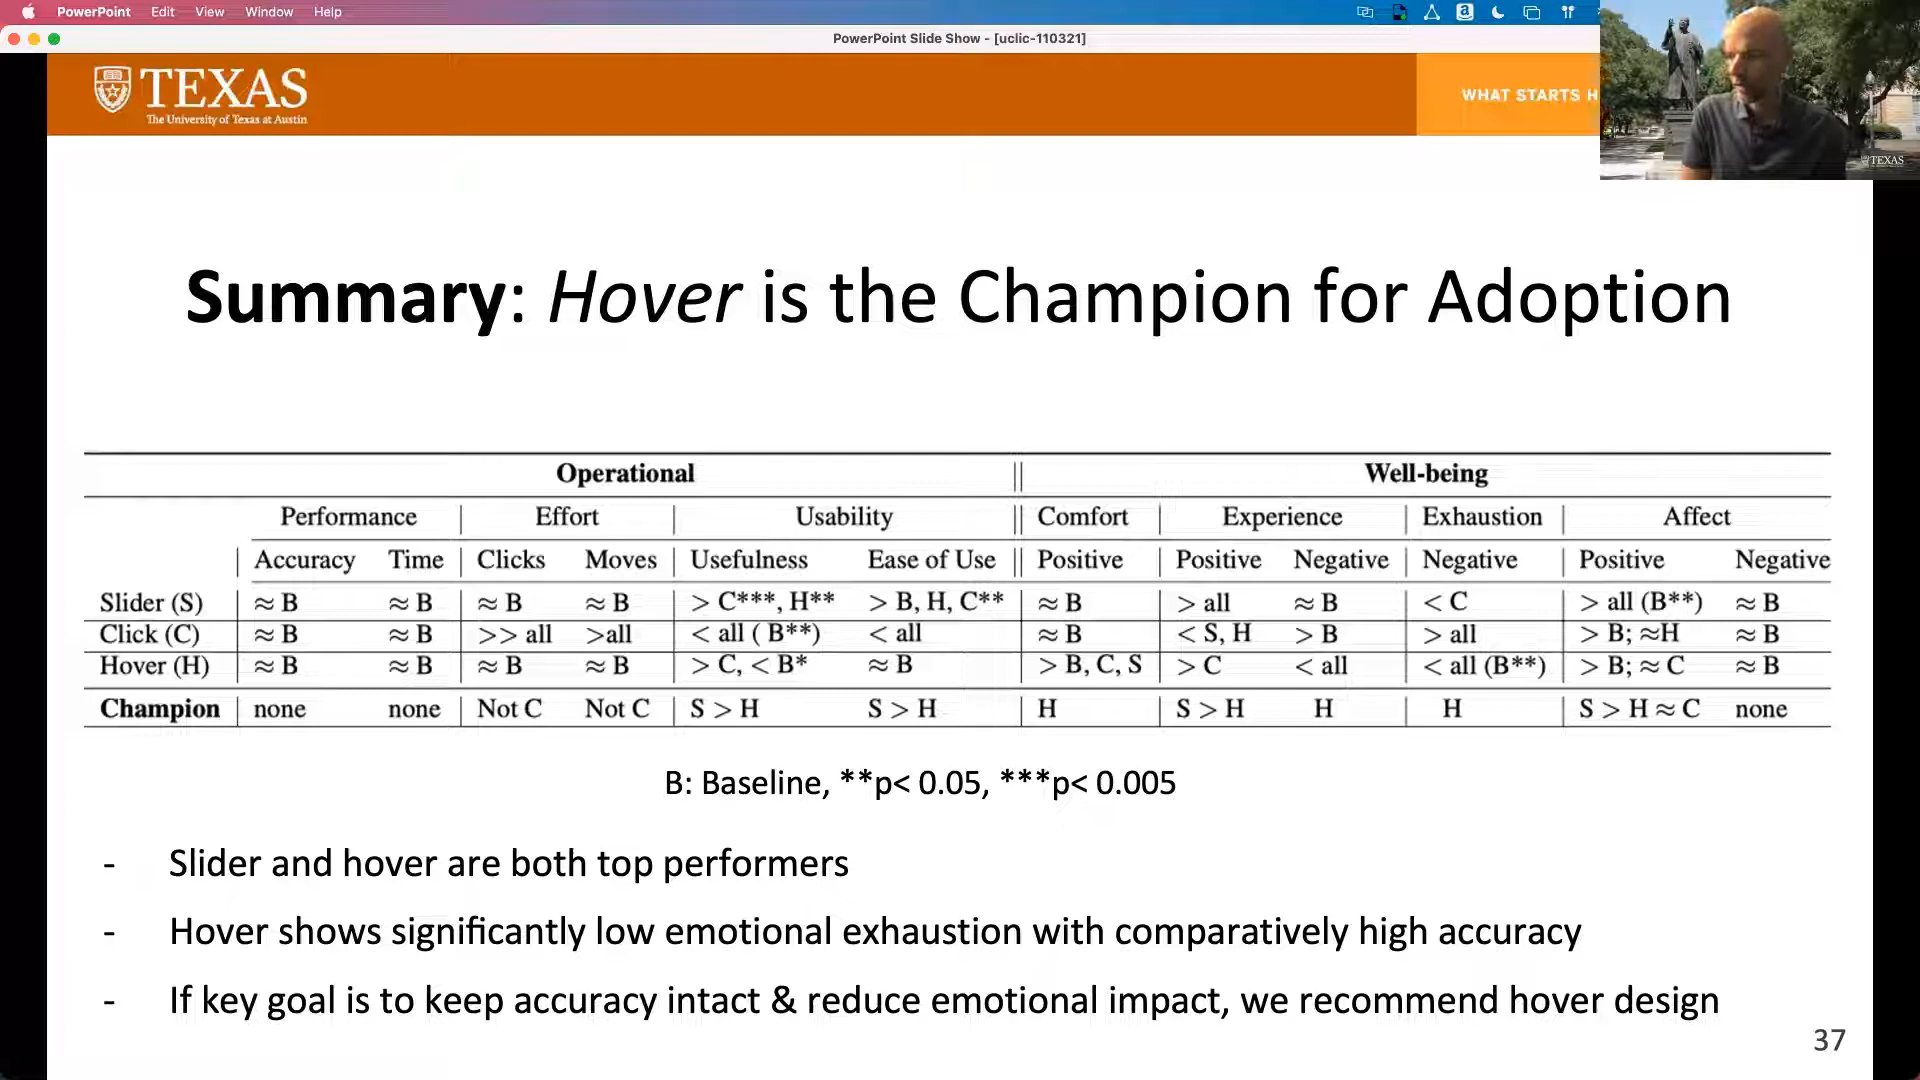 PowerPoint Edit View Window Help
PowerPoint Slide Show - [uclic-110321]
TEXAS
The University of Texas at Austin
WHAT STARTS H
TEXAS
Summary: Hover is the Champion for Adoption
Operational || Well-being
Performance | Effort | Usability || Comfort | Experience | Exhaustion | Affect
| Accuracy Time | Clicks Moves | Usefulness Ease of Use || Positive | Positive Negative | Negative | Positive Negative
Slider (S) | ≈ B ≈ B | ≈ B ≈ B | > C***, H** > B, H, C** | ≈ B | > all ≈ B | < C | > all (B**) ≈ B
Click (C) | ≈ B ≈ B | >> all >all | < all ( B**) < all | ≈ B | < S, H > B | > all | > B; ≈H ≈ B
Hover (H) | ≈ B ≈ B | ≈ B ≈ B | > C, < B* ≈ B | > B, C, S | > C < all | < all (B**) | > B; ≈ C ≈ B
Champion | none none | Not C Not C | S > H S > H | H | S > H H | H | S > H ≈ C none
B: Baseline, **p< 0.05, ***p< 0.005
- Slider and hover are both top performers
- Hover shows significantly low emotional exhaustion with comparatively high accuracy
- If key goal is to keep accuracy intact & reduce emotional impact, we recommend hover design
37